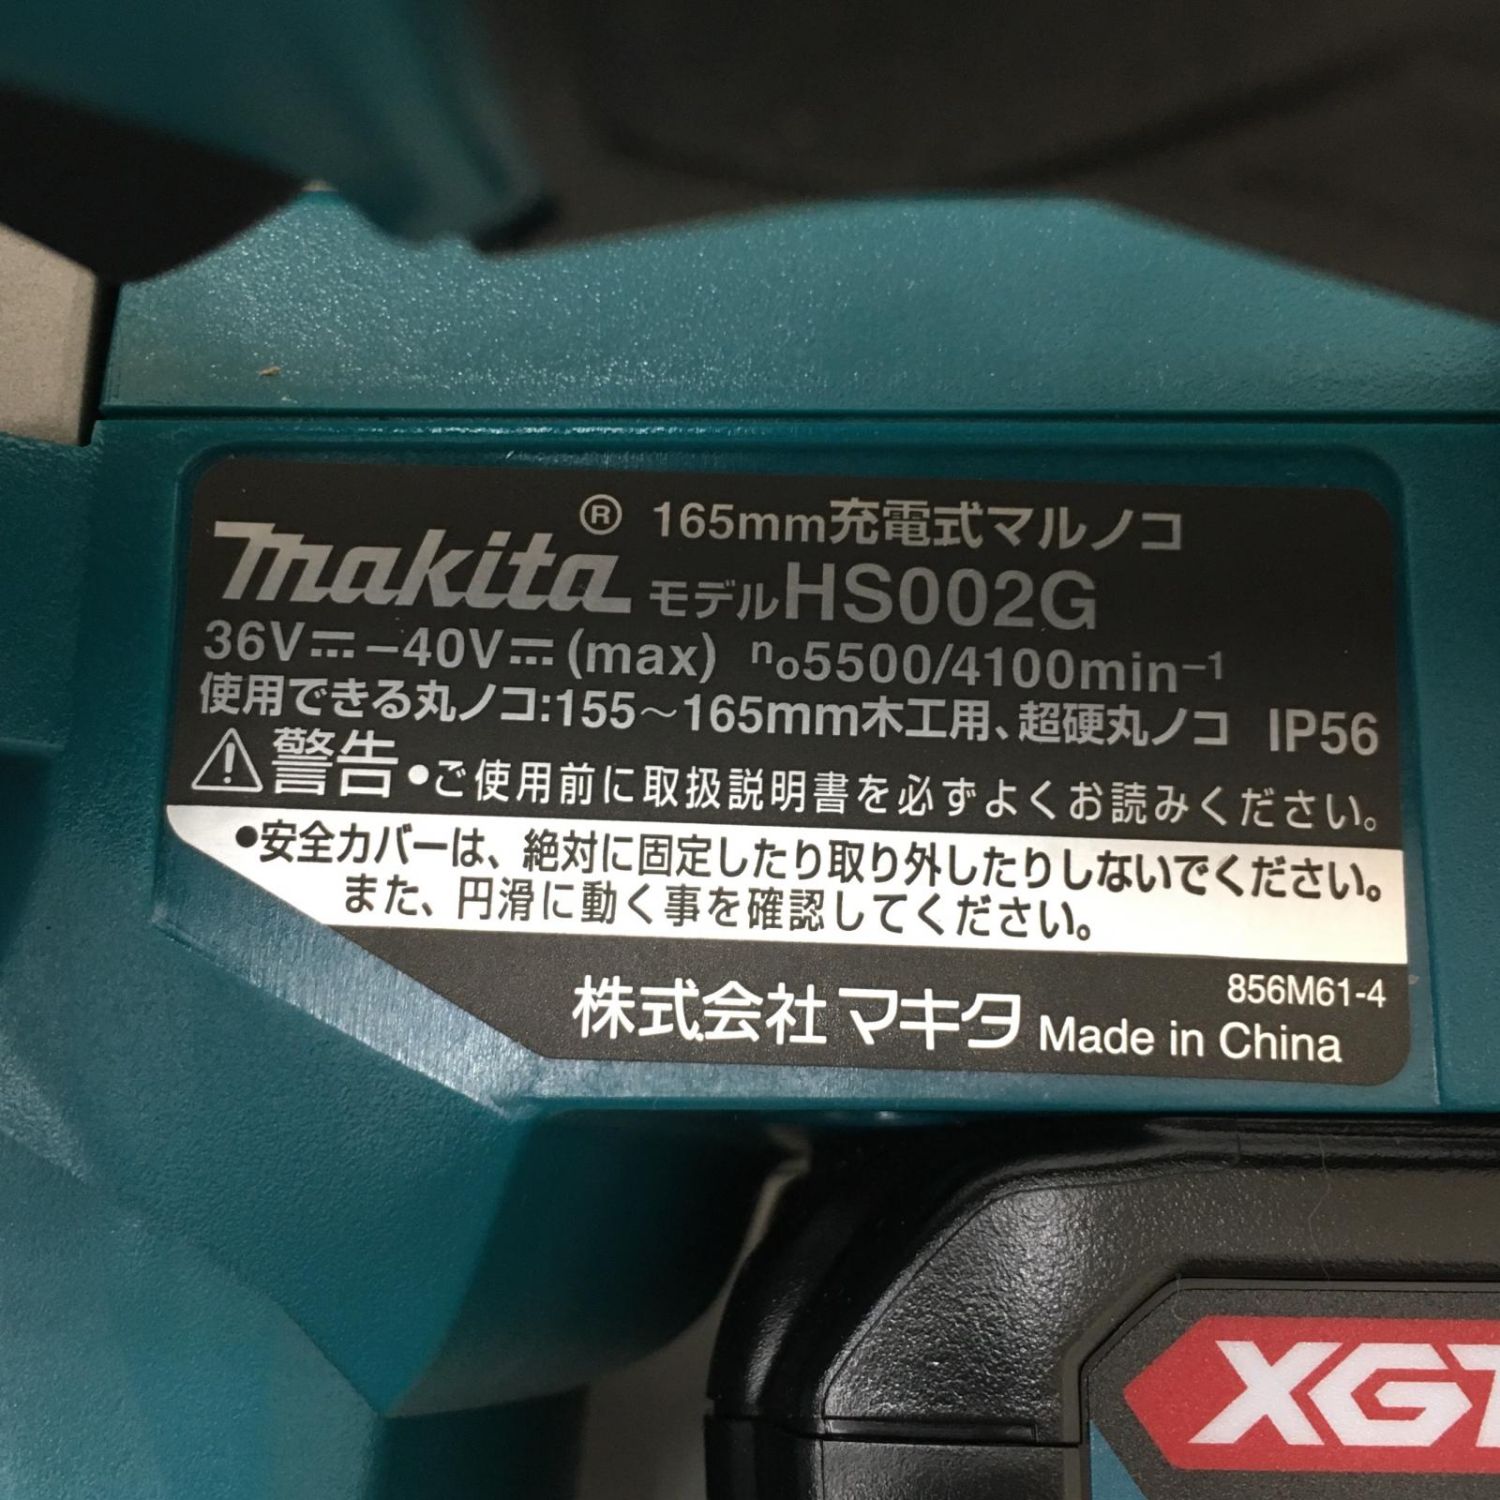 makita® 165mm充電式マルノコ
モデルHS002G
36V⎓–40V⎓(max) n₀5500/4100min⁻¹
使用できる丸ノコ:155～165mm木工用、超硬丸ノコ IP56
⚠警告 ●ご使用前に取扱説明書を必ずよくお読みください。
●安全カバーは、絶対に固定したり取り外したりしないでください。
また、円滑に動く事を確認してください。
856M61-4
株式会社マキタ Made in China
XGT